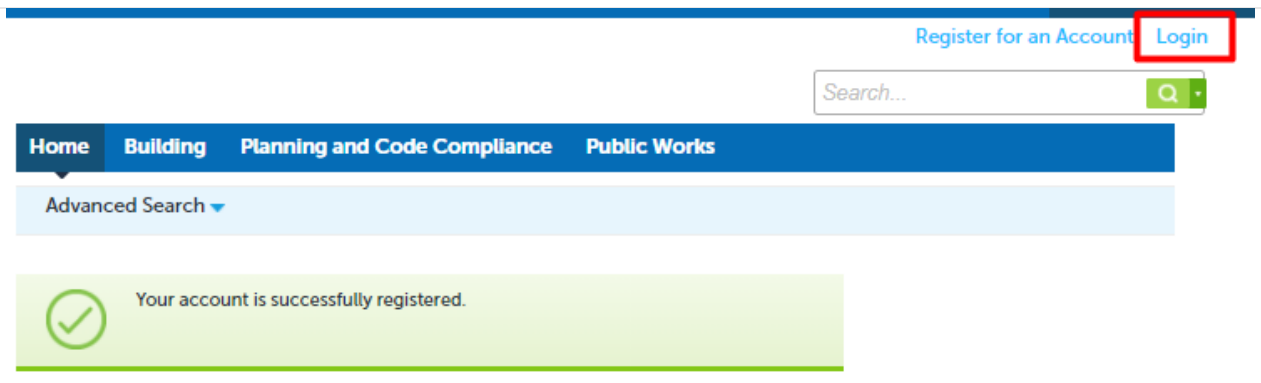 Register for an Account Login
Search...
Home Building Planning and Code Compliance Public Works
Advanced Search
Your account is successfully registered.